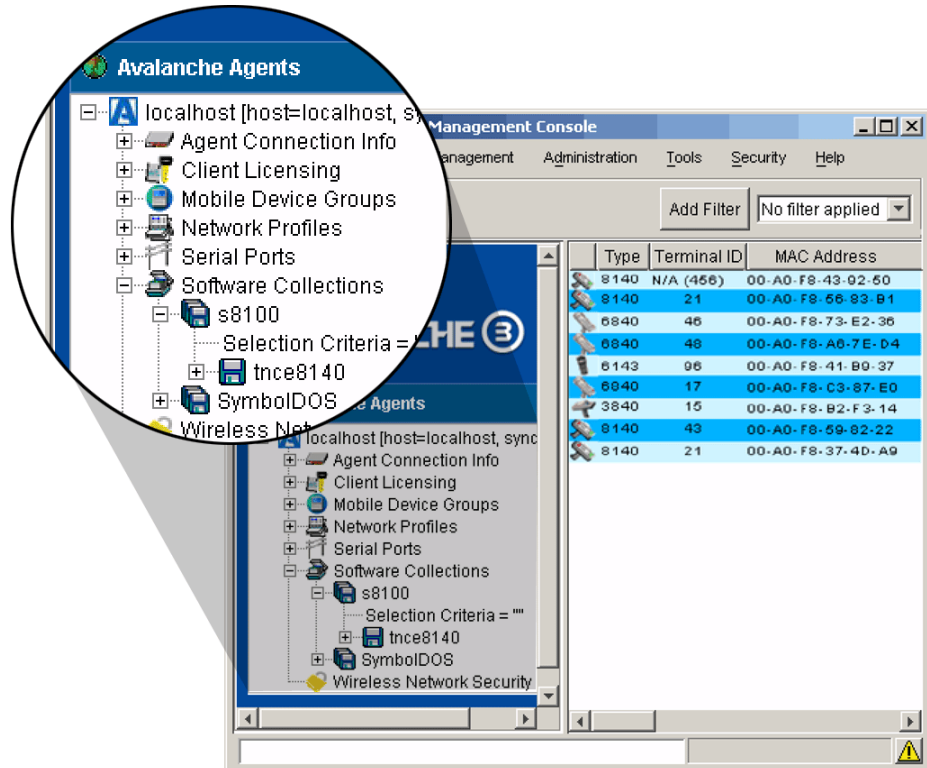 Avalanche Agents
localhost [host=localhost, sy
Agent Connection Info
Client Licensing
Mobile Device Groups
Network Profiles
Serial Ports
Software Collections
s8100
Selection Criteria =
tnce8140
SymbolDOS
Wireless Net
Management Console
anagement Administration Tools Security Help
Add Filter No filter applied
Type Terminal ID MAC Address
8140 N/A (456) 00-A0-F8-43-92-50
8140 21 00-A0-F8-56-83-B1
6840 46 00-A0-F8-73-E2-36
6840 48 00-A0-F8-A6-7E-D4
6143 96 00-A0-F8-41-B9-37
6840 17 00-A0-F8-C3-87-E0
3840 15 00-A0-F8-B2-F3-14
8140 43 00-A0-F8-59-82-22
8140 21 00-A0-F8-37-4D-A9
CHE 3
e Agents
localhost [host=localhost, sync
Agent Connection Info
Client Licensing
Mobile Device Groups
Network Profiles
Serial Ports
Software Collections
s8100
Selection Criteria = ""
tnce8140
SymbolDOS
Wireless Network Security